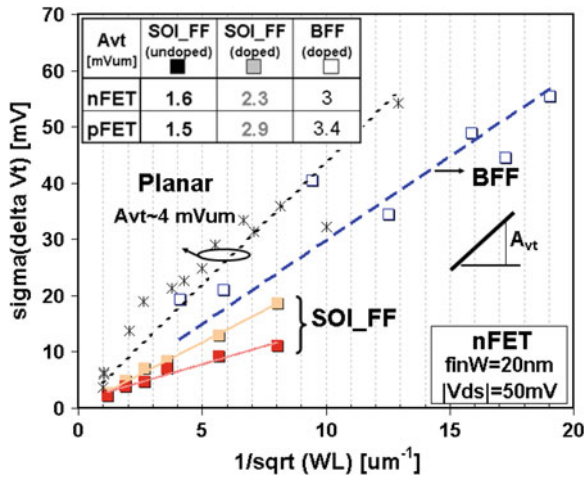 Avt SOI_FF SOI_FF BFF
[mVum] (undoped) (doped) (doped)
nFET 1.6 2.3 3
pFET 1.5 2.9 3.4
70
60
50
40
30
20
10
0
sigma(delta Vt) [mV]
Planar
Avt~4 mVum
BFF
Avt
SOI_FF
nFET
finW=20nm
|Vds|=50mV
0 5 10 15 20
1/sqrt (WL) [um-1]